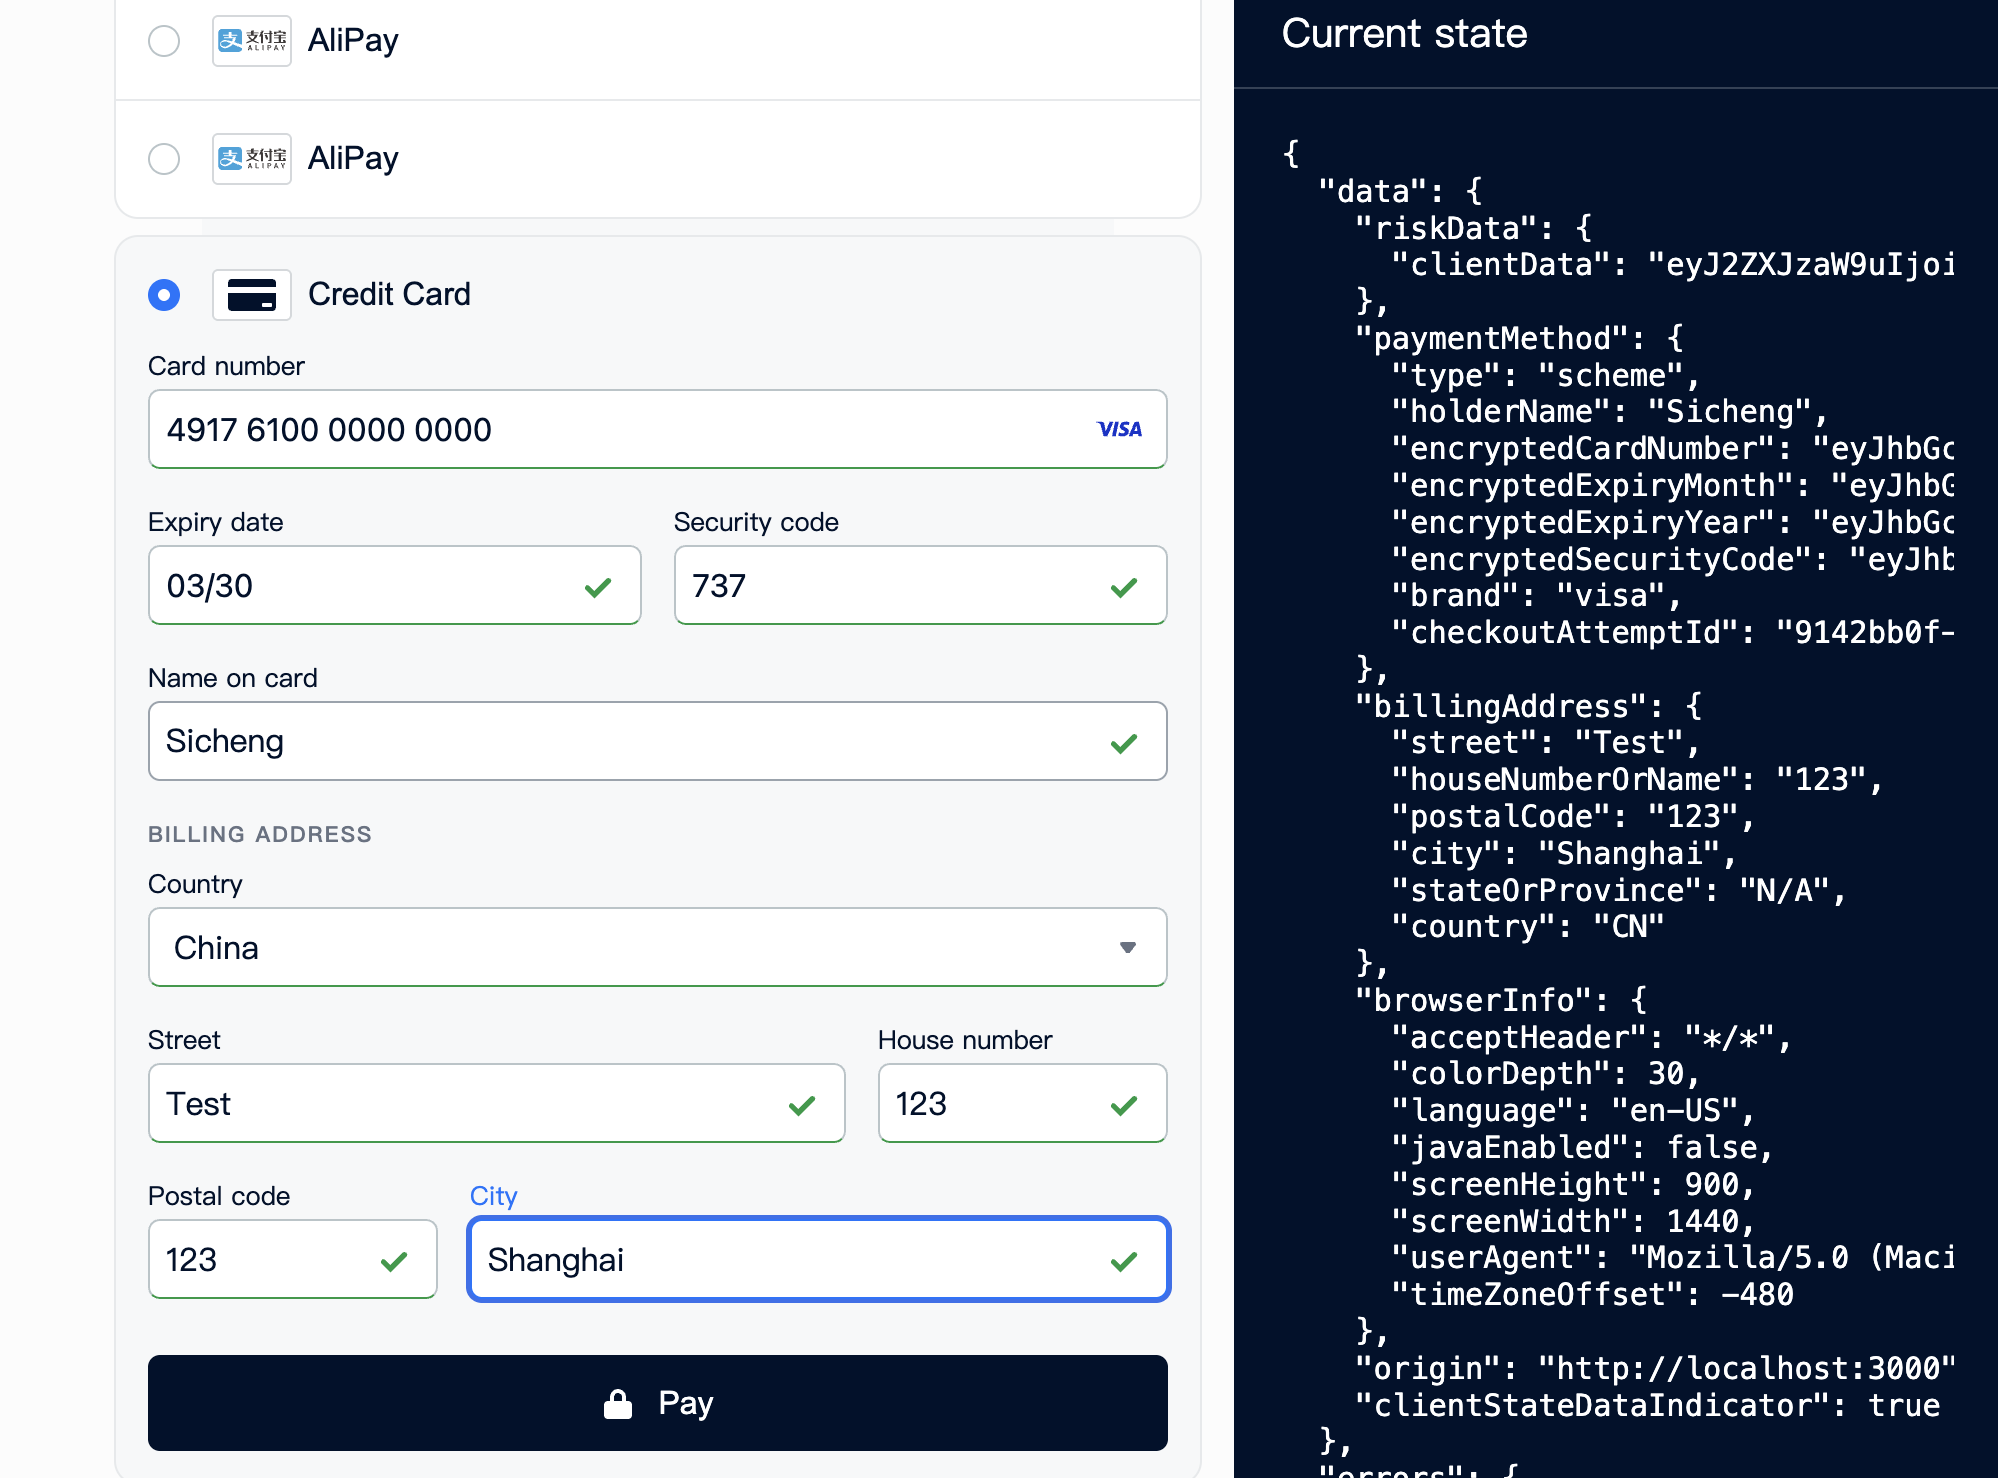 支付宝
ALIPAY
AliPay
支付宝
ALIPAY
AliPay
Credit Card
Card number
4917 6100 0000 0000
VISA
Expiry date
Security code
03/30
737
Name on card
Sicheng
BILLING ADDRESS
Country
China
Street
House number
Test
123
Postal code
City
123
Shanghai
Pay
Current state
{
"data": {
"riskData": {
"clientData": "eyJ2ZXJzaW9uIjoi
},
"paymentMethod": {
"type": "scheme",
"holderName": "Sicheng",
"encryptedCardNumber": "eyJhbGc
"encryptedExpiryMonth": "eyJhbG
"encryptedExpiryYear": "eyJhbGc
"encryptedSecurityCode": "eyJhb
"brand": "visa",
"checkoutAttemptId": "9142bb0f-
},
"billingAddress": {
"street": "Test",
"houseNumberOrName": "123",
"postalCode": "123",
"city": "Shanghai",
"stateOrProvince": "N/A",
"country": "CN"
},
"browserInfo": {
"acceptHeader": "*/*",
"colorDepth": 30,
"language": "en-US",
"javaEnabled": false,
"screenHeight": 900,
"screenWidth": 1440,
"userAgent": "Mozilla/5.0 (Maci
"timeZoneOffset": -480
},
"origin": "http://localhost:3000"
"clientStateDataIndicator": true
},
"errors": {